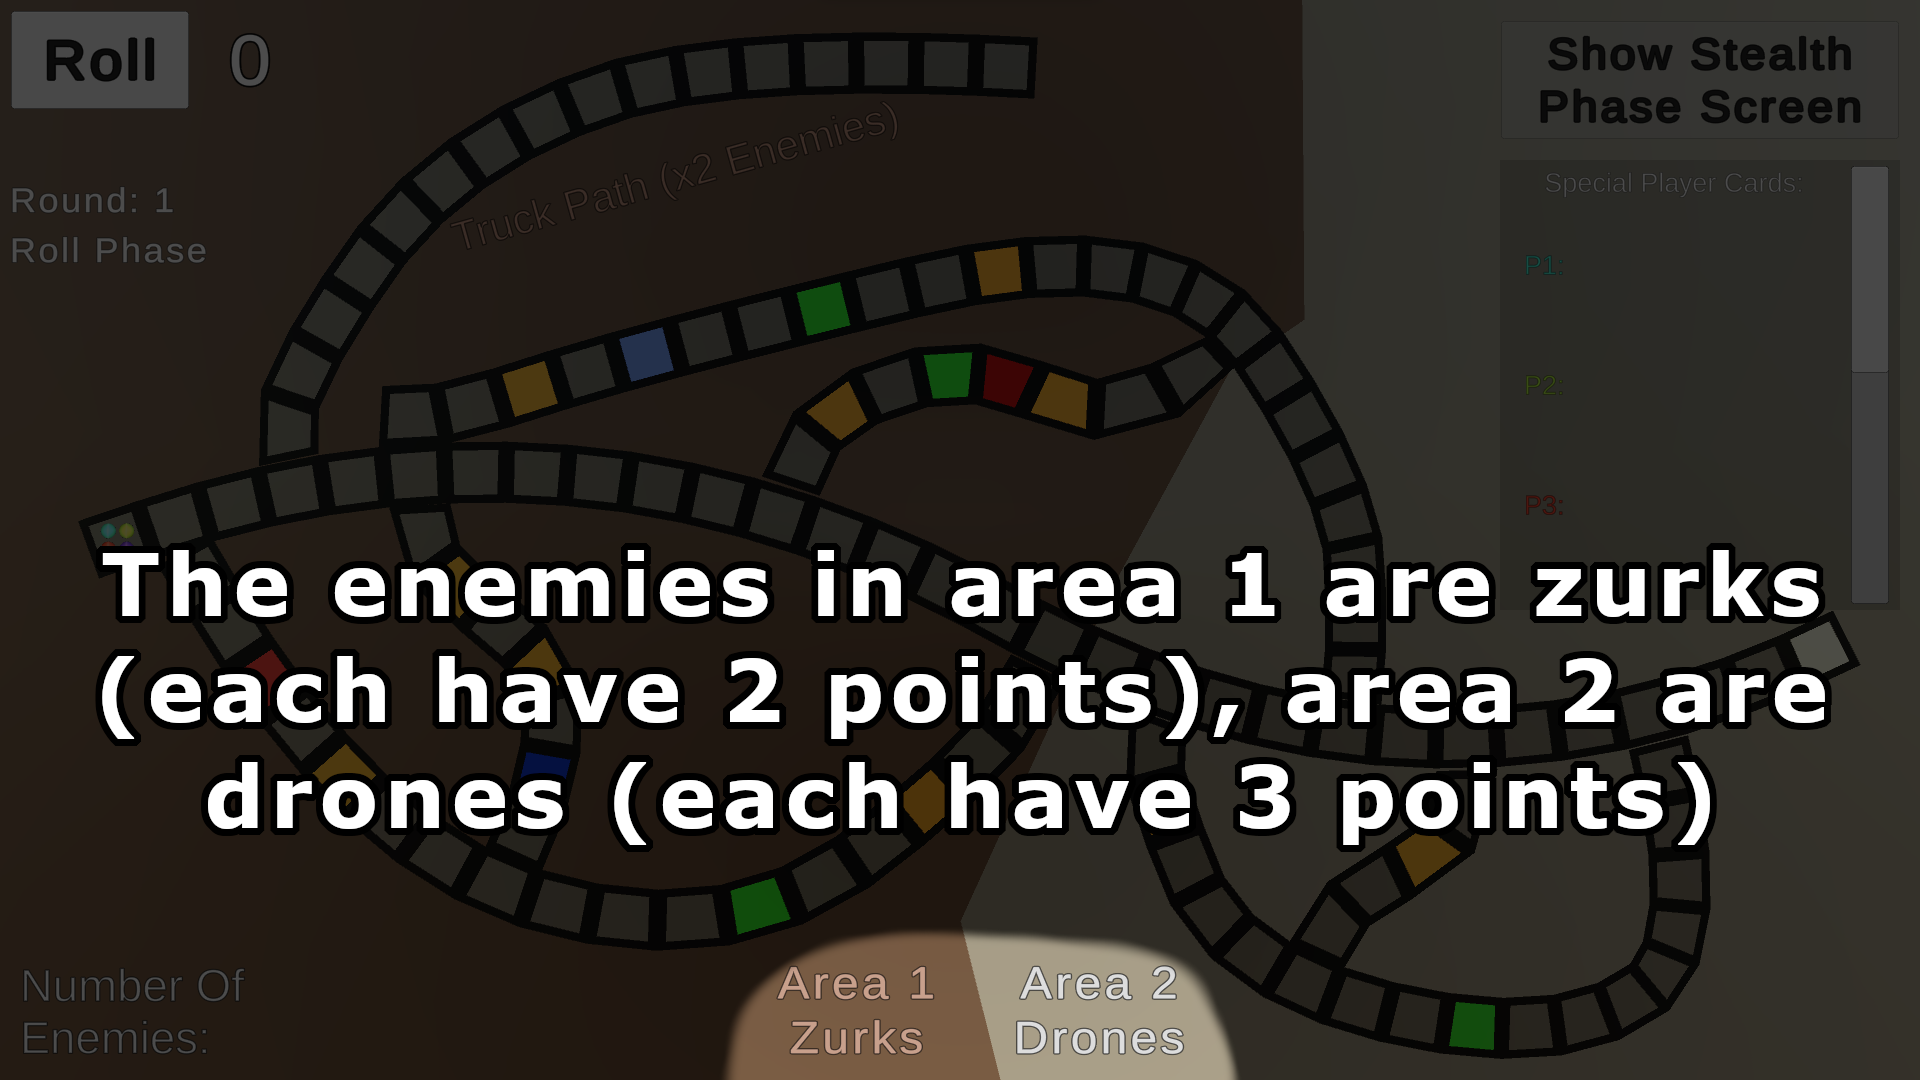 Roll
0
Show Stealth
Phase Screen
Round: 1
Roll Phase
Truck Path (x2 Enemies)
Special Player Cards:
P1:
P2:
P3:
The enemies in area 1 are zurks
(each have 2 points), area 2 are
drones (each have 3 points)
Number Of
Enemies:
Area 1
Zurks
Area 2
Drones